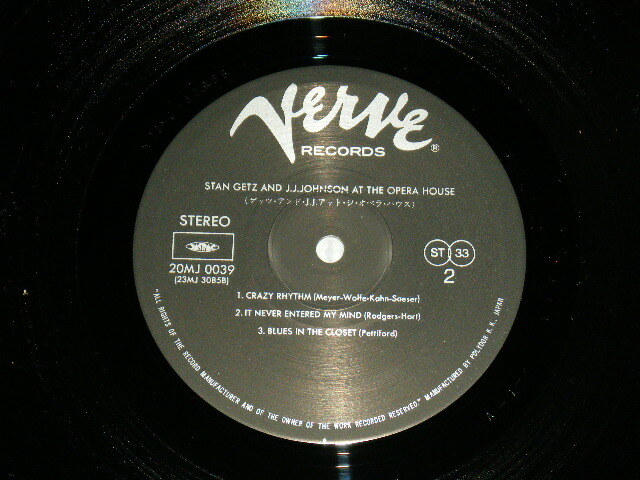 Verve®
RECORDS
STAN GETZ AND J.J.JOHNSON AT THE OPERA HOUSE
(ゲッツ・アンド・J.J.アット・ジ・オペラ・ハウス)
STEREO
20MJ 0039
(23MJ 3085B)
ST 33
2
1. CRAZY RHYTHM (Meyer-Wolfe-Kahn-Saeser)
2. IT NEVER ENTERED MY MIND (Rodgers-Hart)
3. BLUES IN THE CLOSET (Pettiford)
"ALL RIGHTS OF THE RECORD MANUFACTURER AND OF THE OWNER OF THE WORK RECORDED RESERVED" MANUFACTURED BY POLYDOR K.K. JAPAN